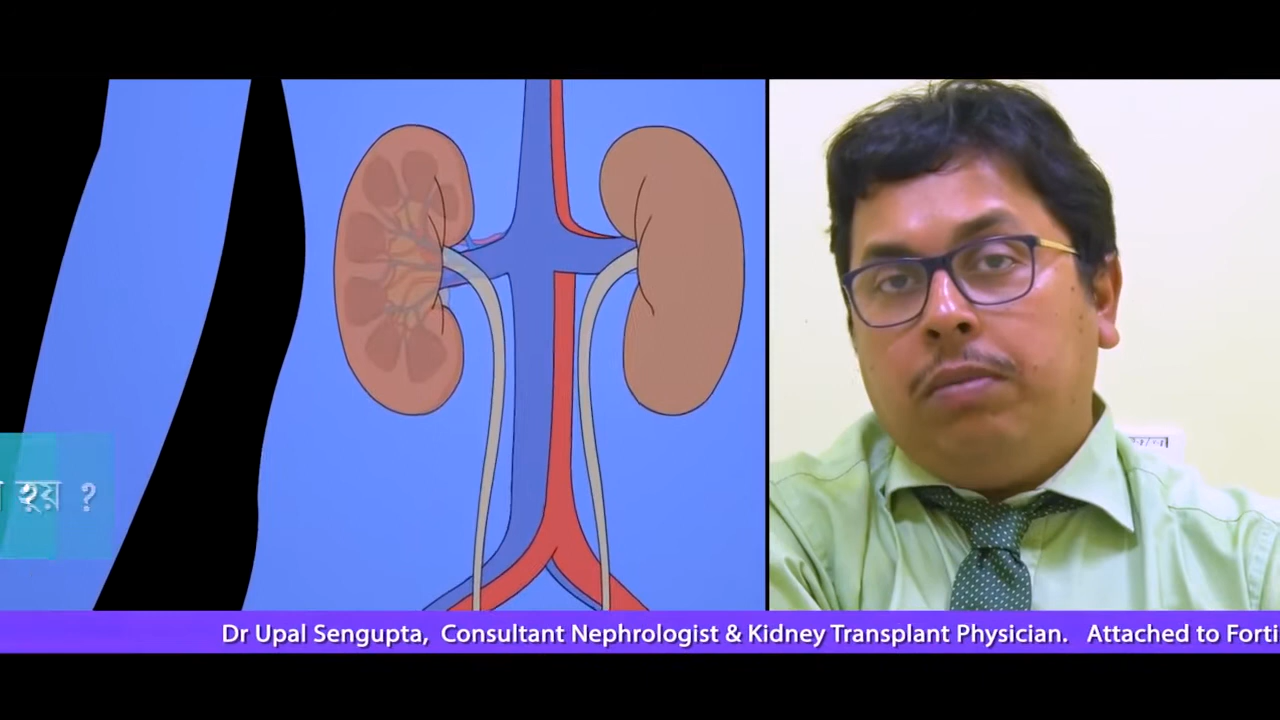 হয় ?
Dr Upal Sengupta, Consultant Nephrologist & Kidney Transplant Physician. Attached to Forti